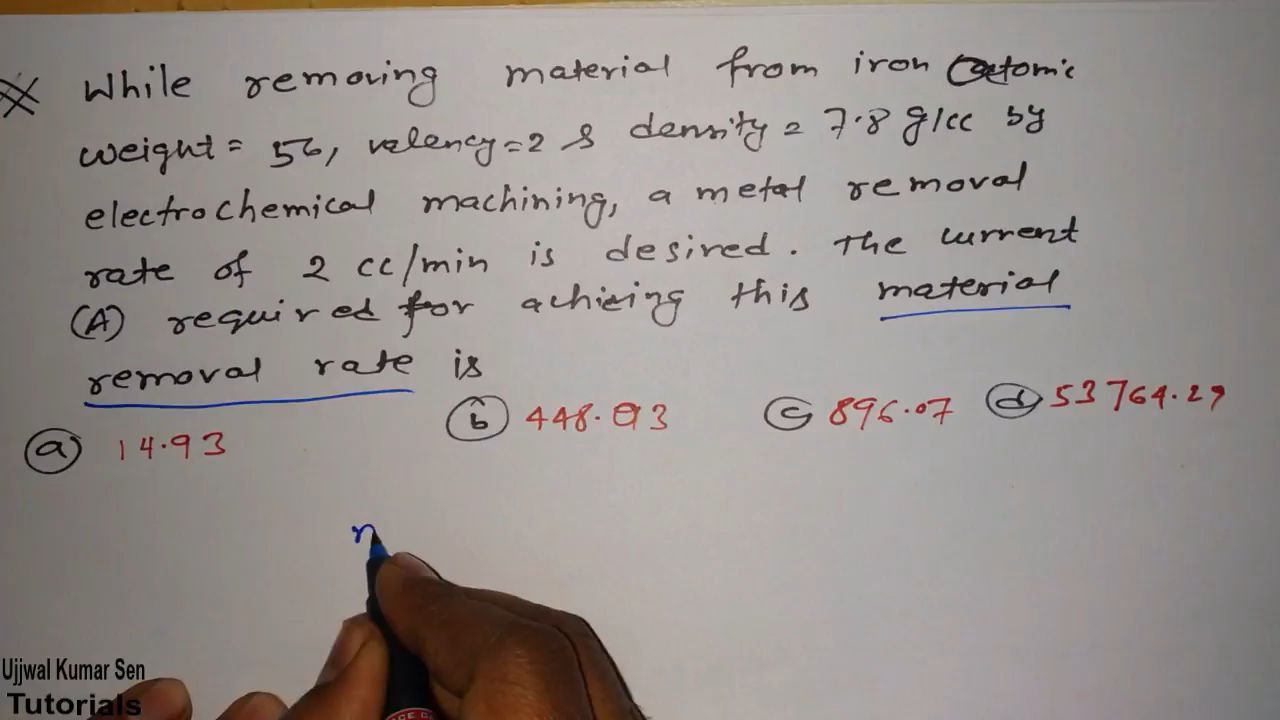 While removing material from iron (atomic
weight = 56, valency = 2 & density = 7.8 g/cc by
electrochemical machining, a metal removal
rate of 2 cc/min is desired. The current
(A) required for achieving this material
removal rate is
(a) 14.93 (b) 448.03 (c) 896.07 (d) 53764.29
Ujjwal Kumar Sen
Tutorials